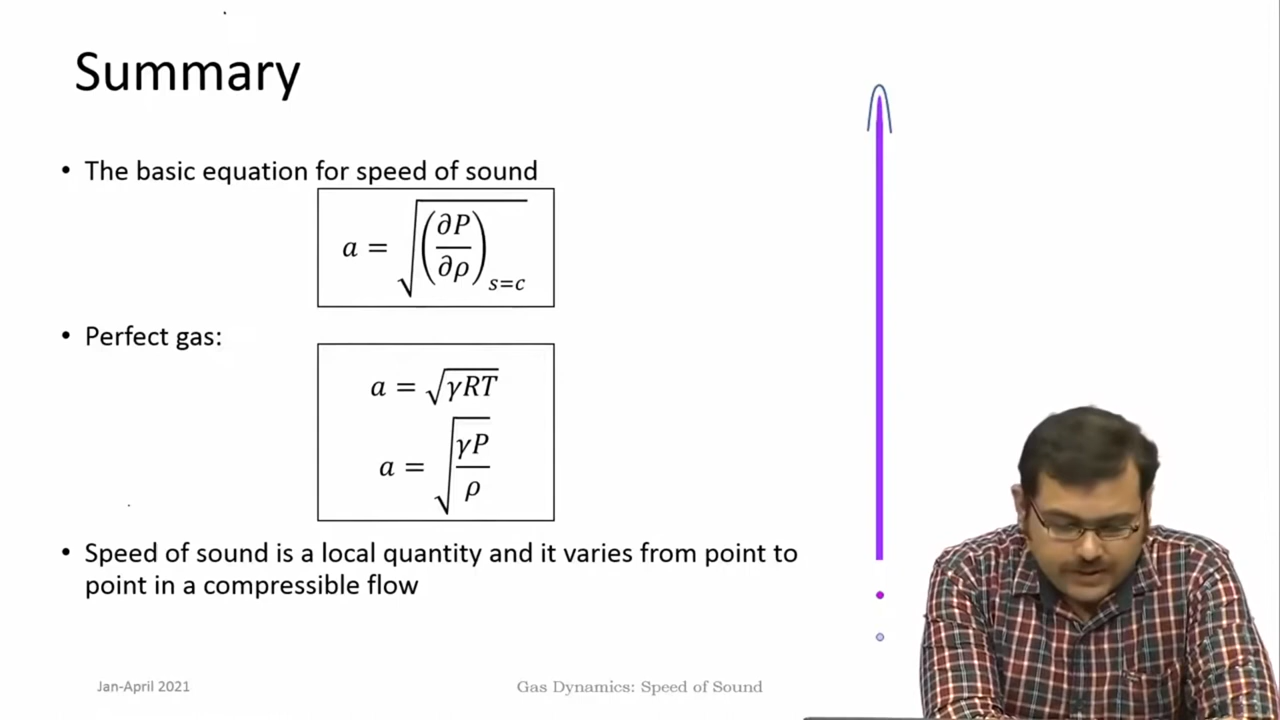 Summary
• The basic equation for speed of sound
a = √(∂P/∂ρ)ₛ₌c
• Perfect gas:
a = √γRT
a = √(γP/ρ)
• Speed of sound is a local quantity and it varies from point to
point in a compressible flow
Jan-April 2021
Gas Dynamics: Speed of Sound